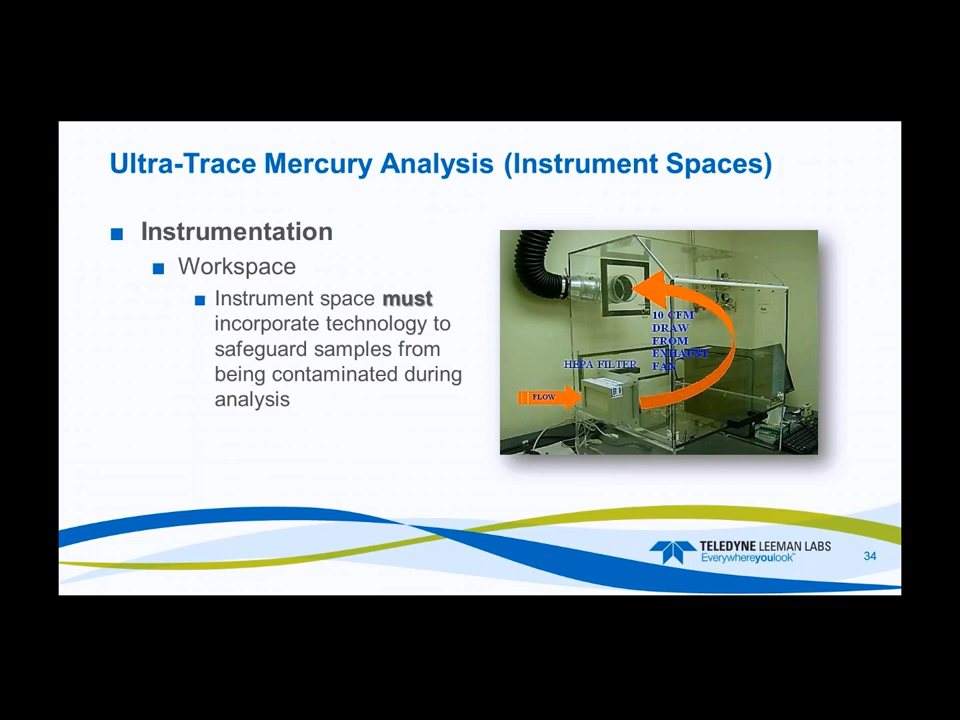 Ultra-Trace Mercury Analysis (Instrument Spaces)
Instrumentation
Workspace
Instrument space must
incorporate technology to
safeguard samples from
being contaminated during
analysis
10 CFM
DRAW
FROM
EXHAUST
FAN
HEPA FILTER
FLOW
TELEDYNE LEEMAN LABS
Everywhereyoulook™
34